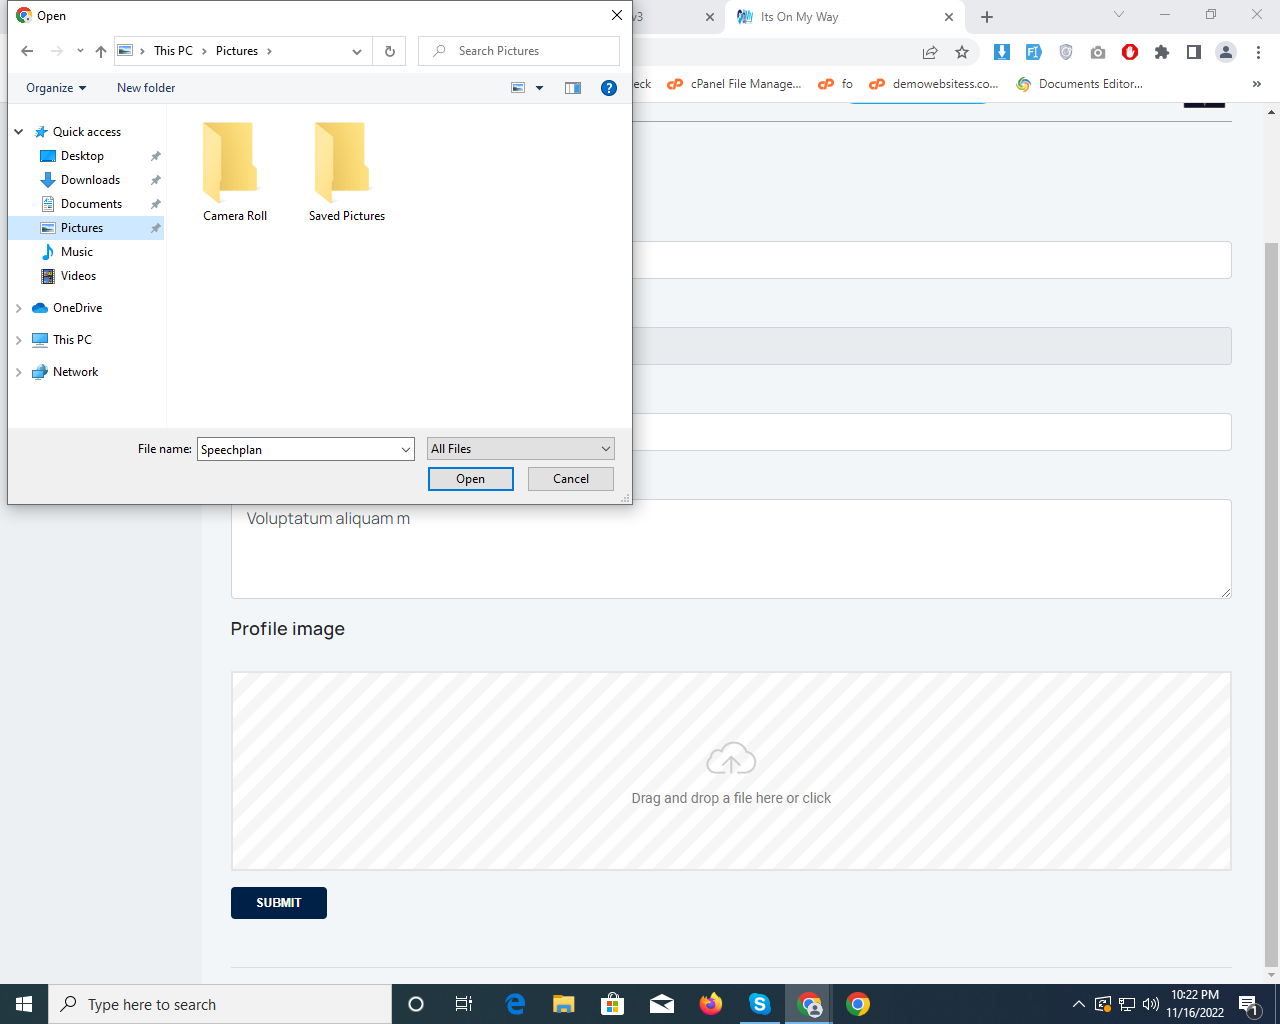 Open
v3
Its On My Way
This PC
Pictures
Search Pictures
Organize
New folder
eck
cPanel File Manage...
fo
demowebsitess.co...
Documents Editor...
Quick access
Desktop
Downloads
Documents
Pictures
Music
Videos
OneDrive
This PC
Network
Camera Roll
Saved Pictures
File name:
Speechplan
All Files
Open
Cancel
Voluptatum aliquam m
Profile image
Drag and drop a file here or click
SUBMIT
Type here to search
10:22 PM
11/16/2022
1